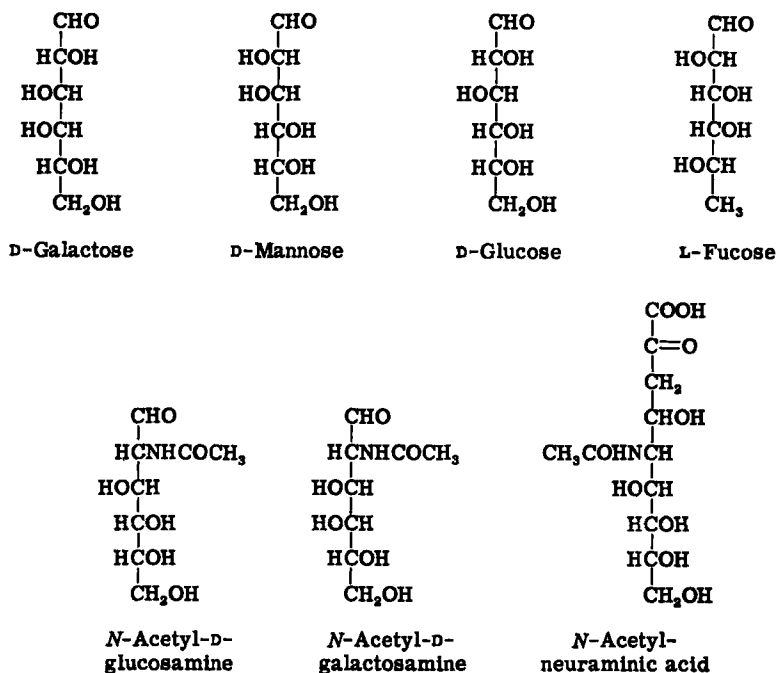 CHO CHO CHO CHO
HCOH HOCH HCOH HOCH
HOCH HOCH HOCH HCOH
HOCH HCOH HCOH HCOH
HCOH HCOH HCOH HOCH
CH₂OH CH₂OH CH₂OH CH₃
D-Galactose D-Mannose D-Glucose L-Fucose
COOH
C=O
CH₂
CHO CHO CHOH
HCNHCOCH₃ HCNHCOCH₃ CH₃COHNCH
HOCH HOCH HOCH
HCOH HOCH HCOH
HCOH HCOH HCOH
CH₂OH CH₂OH CH₂OH
N-Acetyl-D- N-Acetyl-D- N-Acetyl-
glucosamine galactosamine neuraminic acid